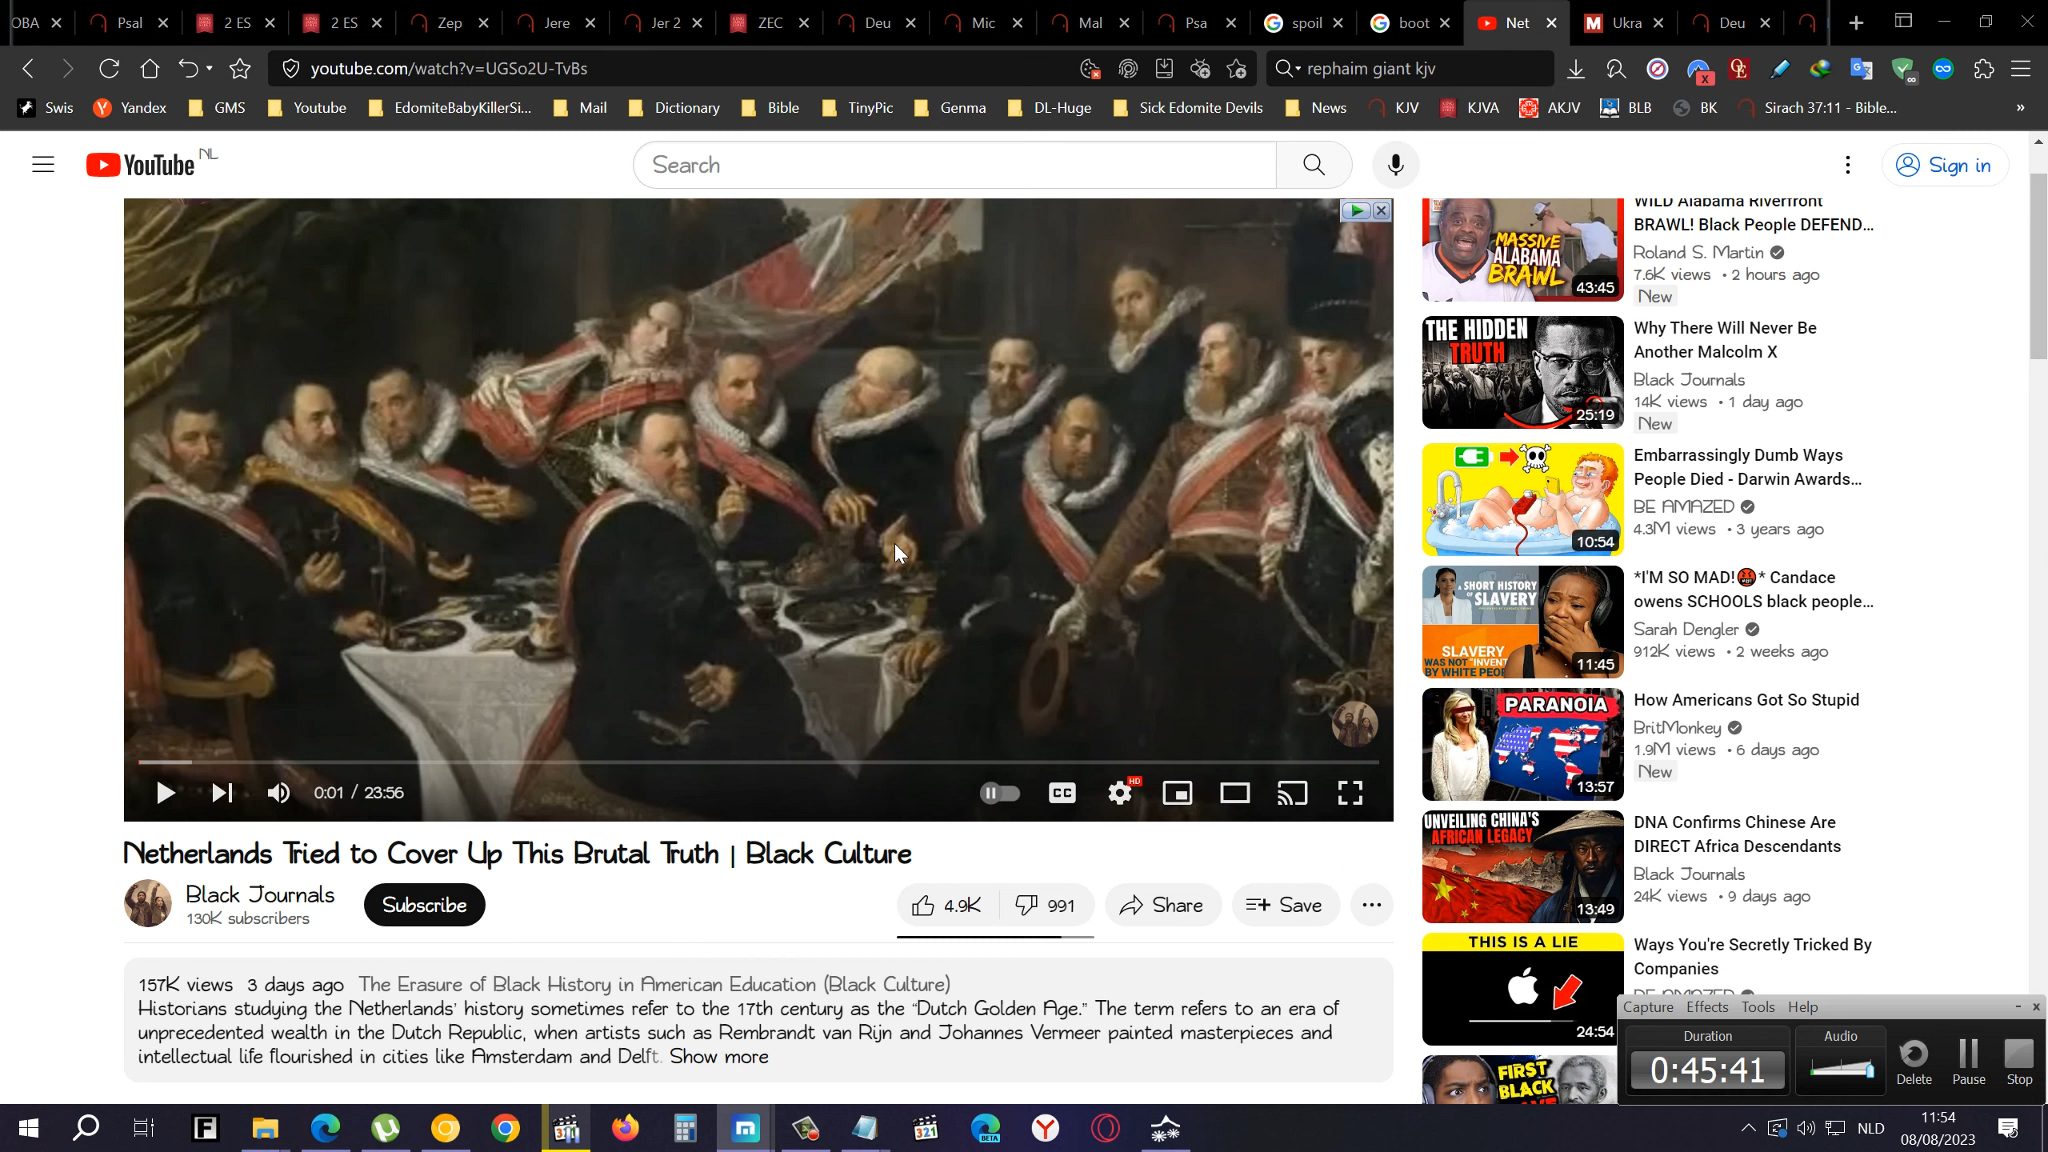 OBA Psal 2 ES 2 ES Zep Jere Jer 2 ZEC Deu Mic Mal Psa spoil boot Net Ukra Deu
youtube.com/watch?v=UGSo2U-TvBs
rephaim giant kjv
Swis Yandex GMS Youtube EdomiteBabyKillerSi... Mail Dictionary Bible TinyPic Genma DL-Huge Sick Edomite Devils News KJV KJVA AKJV BLB BK Sirach 37:11 - Bible...
YouTube NL
Search
Sign in
0:01 / 23:56
CC
HD
Netherlands Tried to Cover Up This Brutal Truth | Black Culture
Black Journals
130K subscribers
Subscribe
4.9K
991
Share
Save
157K views 3 days ago The Erasure of Black History in American Education (Black Culture)
Historians studying the Netherlands' history sometimes refer to the 17th century as the "Dutch Golden Age." The term refers to an era of
unprecedented wealth in the Dutch Republic, when artists such as Rembrandt van Rijn and Johannes Vermeer painted masterpieces and
intellectual life flourished in cities like Amsterdam and Delft. Show more
MASSIVE
ALABAMA
BRAWL
43:45
WILD Alabama Riverfront
BRAWL! Black People DEFEND...
Roland S. Martin
7.6K views • 2 hours ago
New
THE HIDDEN
TRUTH
25:19
Why There Will Never Be
Another Malcolm X
Black Journals
14K views • 1 day ago
New
10:54
Embarrassingly Dumb Ways
People Died - Darwin Awards...
BE AMAZED
4.3M views • 3 years ago
A SHORT HISTORY
OF SLAVERY
SLAVERY
WAS NOT "INVENT
BY WHITE PEOP
11:45
*I'M SO MAD!🤬* Candace
owens SCHOOLS black people...
Sarah Dengler
912K views • 2 weeks ago
PARANOIA
13:57
How Americans Got So Stupid
BritMonkey
1.9M views • 6 days ago
New
UNVEILING CHINA'S
AFRICAN LEGACY
13:49
DNA Confirms Chinese Are
DIRECT Africa Descendants
Black Journals
24K views • 9 days ago
THIS IS A LIE
24:54
Ways You're Secretly Tricked By
Companies
BE AMAZED
FIRST
BLACK
Capture Effects Tools Help
Duration
0:45:41
Audio
Delete
Pause
Stop
321
BETA
NLD
11:54
08/08/2023